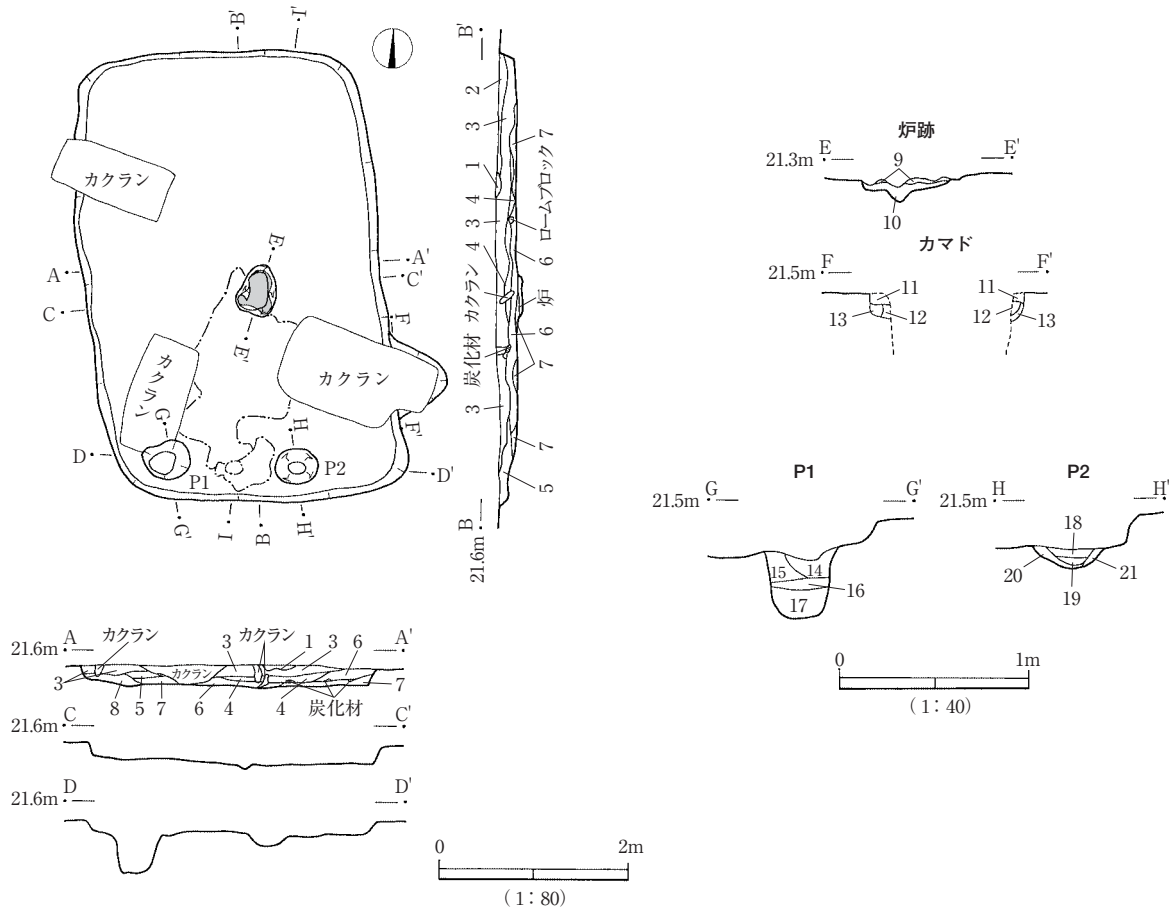 B'
I'
カクラン
A
A'
C'
C
E
E'
F
カクラン
カクラン
G
H
F'
D
P1
P2
D'
G'
I
B
H'
B'
2
3
1
4
3
4
カクラン
炭化材
3
7
ロームブロック
6
炉
6
7
7
5
B
21.6m
炉跡
21.3m
E
9
E'
10
カマド
21.5m
F
F'
11
11
13
12
12
13
P1
21.5m
G
G'
15
14
16
17
P2
21.5m
H
H'
18
20
21
19
0
1m
(1:40)
21.6m
A
カクラン
3
カクラン
1
3
6
A'
カクラン
3
8
5
7
6
4
4
炭化材
7
21.6m
C
C'
21.6m
D
D'
0
2m
(1:80)